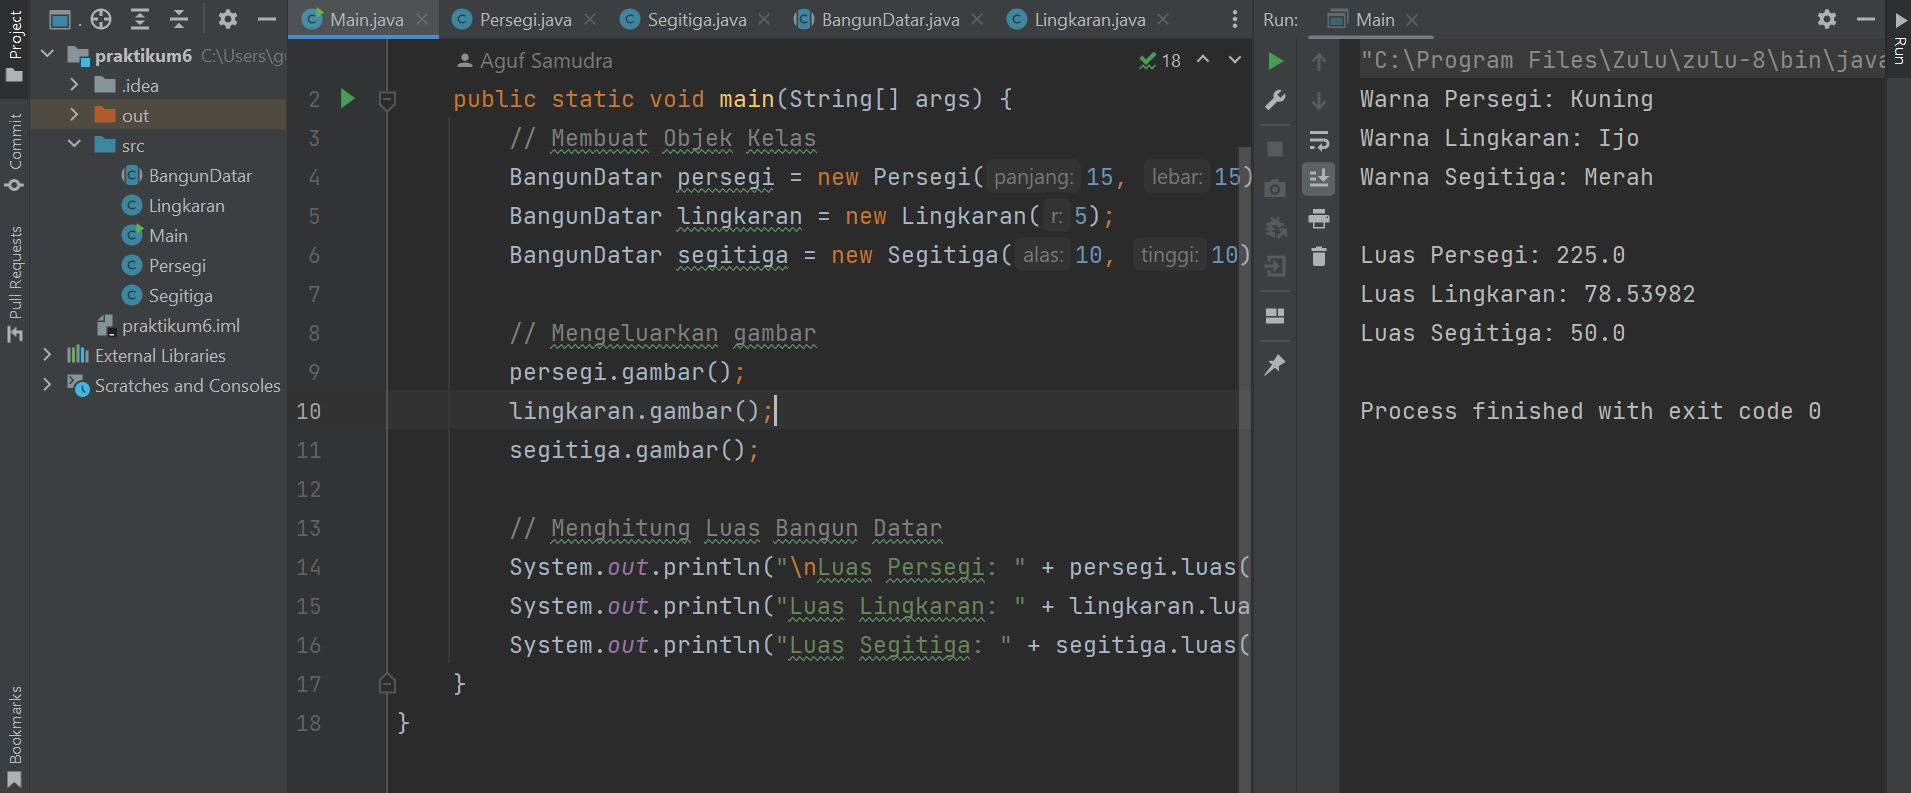 Project
Commit
Pull Requests
Bookmarks
praktikum6 C:\Users\g
.idea
out
src
BangunDatar
Lingkaran
Main
Persegi
Segitiga
praktikum6.iml
External Libraries
Scratches and Consoles
Main.java
Persegi.java
Segitiga.java
BangunDatar.java
Lingkaran.java
Aguf Samudra
18
2 public static void main(String[] args) {
3 // Membuat Objek Kelas
4 BangunDatar persegi = new Persegi( panjang: 15, lebar: 15)
5 BangunDatar lingkaran = new Lingkaran( r: 5);
6 BangunDatar segitiga = new Segitiga( alas: 10, tinggi: 10)
7
8 // Mengeluarkan gambar
9 persegi.gambar();
10 lingkaran.gambar();
11 segitiga.gambar();
12
13 // Menghitung Luas Bangun Datar
14 System.out.println("\nLuas Persegi: " + persegi.luas(
15 System.out.println("Luas Lingkaran: " + lingkaran.lua
16 System.out.println("Luas Segitiga: " + segitiga.luas(
17 }
18 }
Run: Main
"C:\Program Files\Zulu\zulu-8\bin\java
Warna Persegi: Kuning
Warna Lingkaran: Ijo
Warna Segitiga: Merah
Luas Persegi: 225.0
Luas Lingkaran: 78.53982
Luas Segitiga: 50.0
Process finished with exit code 0
Run